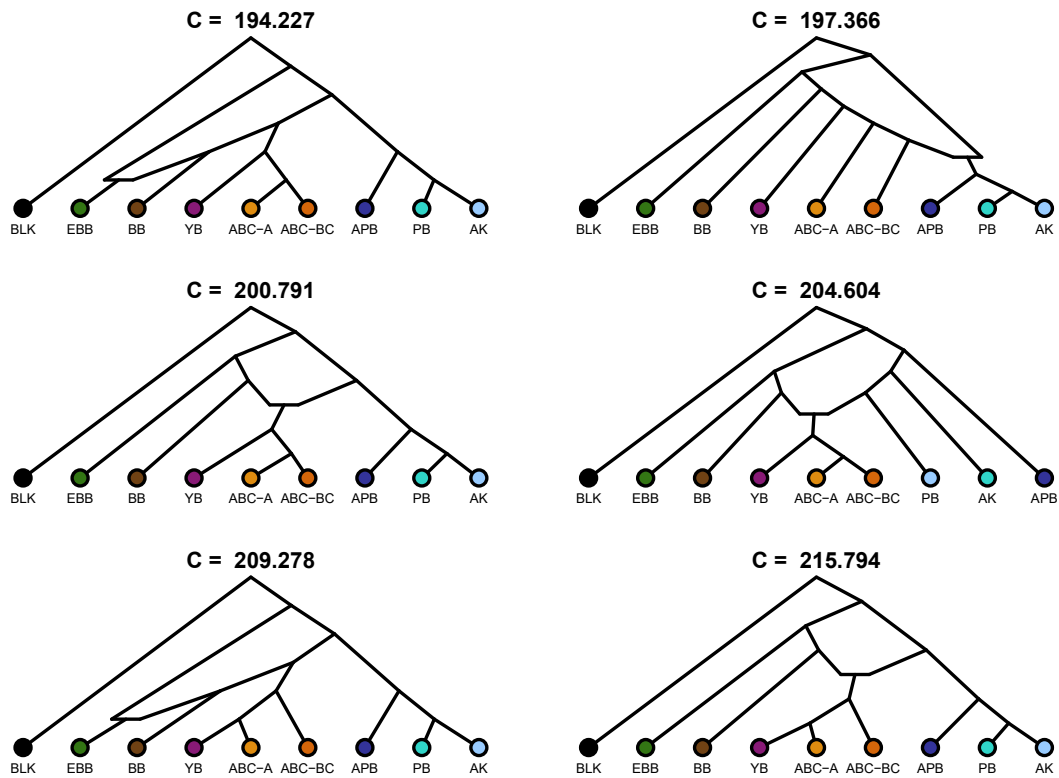 C = 194.227
C = 197.366
BLK EBB BB YB ABC−A ABC−BC APB PB AK
BLK EBB BB YB ABC−A ABC−BC APB PB AK
C = 200.791
C = 204.604
BLK EBB BB YB ABC−A ABC−BC APB PB AK
BLK EBB BB YB ABC−A ABC−BC PB AK APB
C = 209.278
C = 215.794
BLK EBB BB YB ABC−A ABC−BC APB PB AK
BLK EBB BB YB ABC−A ABC−BC APB PB AK